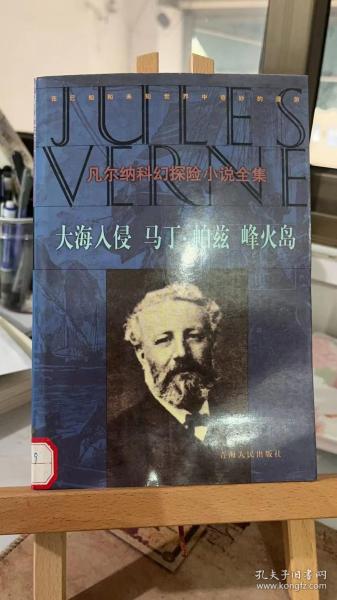 在已知和未知世界中奇妙的漫游
JULES
VERNE
凡尔纳科幻探险小说全集
大海入侵 马丁·帕兹 峰火岛
青海人民出版社
9
孔夫子旧书网
books.kongfz.com